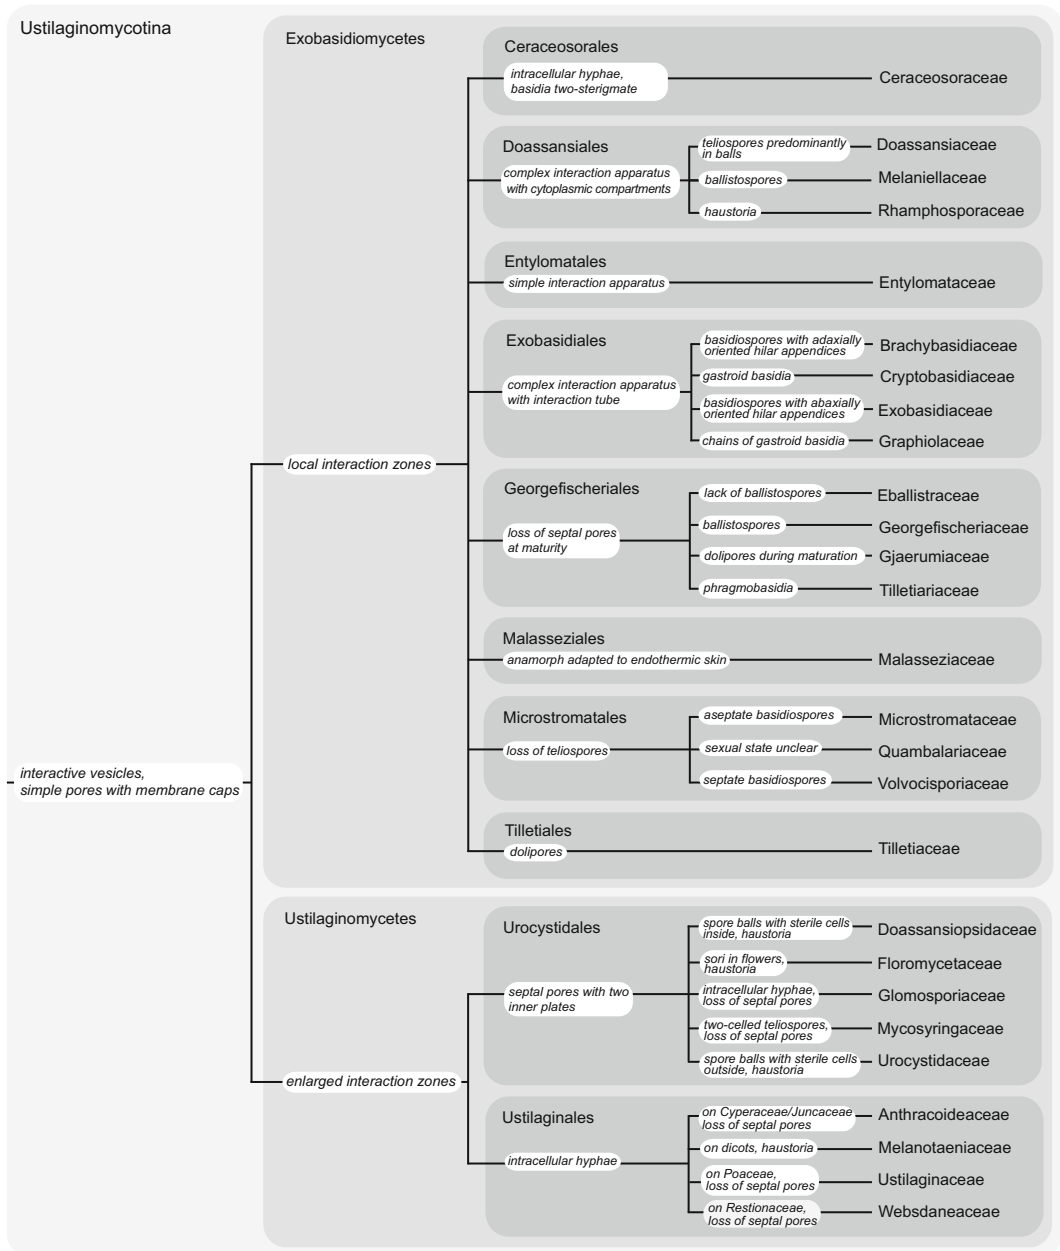 Ustilaginomycotina
Exobasidiomycetes
Ceraceosorales
intracellular hyphae,
basidia two-sterigmate
Ceraceosoraceae
Doassansiales
complex interaction apparatus
with cytoplasmic compartments
teliospores predominantly
in balls
Doassansiaceae
ballistospores
Melaniellaceae
haustoria
Rhamphosporaceae
Entylomatales
simple interaction apparatus
Entylomataceae
Exobasidiales
complex interaction apparatus
with interaction tube
basidiospores with adaxially
oriented hilar appendices
Brachybasidiaceae
gastroid basidia
Cryptobasidiaceae
basidiospores with abaxially
oriented hilar appendices
Exobasidiaceae
chains of gastroid basidia
Graphiolaceae
local interaction zones
Georgefischeriales
loss of septal pores
at maturity
lack of ballistospores
Eballistraceae
ballistospores
Georgefischeriaceae
dolipores during maturation
Gjaerumiaceae
phragmobasidia
Tilletiariaceae
Malasseziales
anamorph adapted to endothermic skin
Malasseziaceae
Microstromatales
loss of teliospores
aseptate basidiospores
Microstromataceae
sexual state unclear
Quambalariaceae
septate basidiospores
Volvocisporiaceae
interactive vesicles,
simple pores with membrane caps
Tilletiales
dolipores
Tilletiaceae
Ustilaginomycetes
Urocystidales
septal pores with two
inner plates
spore balls with sterile cells
inside, haustoria
Doassansiopsidaceae
sori in flowers,
haustoria
Floromycetaceae
intracellular hyphae,
loss of septal pores
Glomosporiaceae
two-celled teliospores,
loss of septal pores
Mycosyringaceae
spore balls with sterile cells
outside, haustoria
Urocystidaceae
enlarged interaction zones
Ustilaginales
intracellular hyphae
on Cyperaceae/Juncaceae
loss of septal pores
Anthracoideaceae
on dicots, haustoria
Melanotaeniaceae
on Poaceae,
loss of septal pores
Ustilaginaceae
on Restionaceae,
loss of septal pores
Websdaneaceae